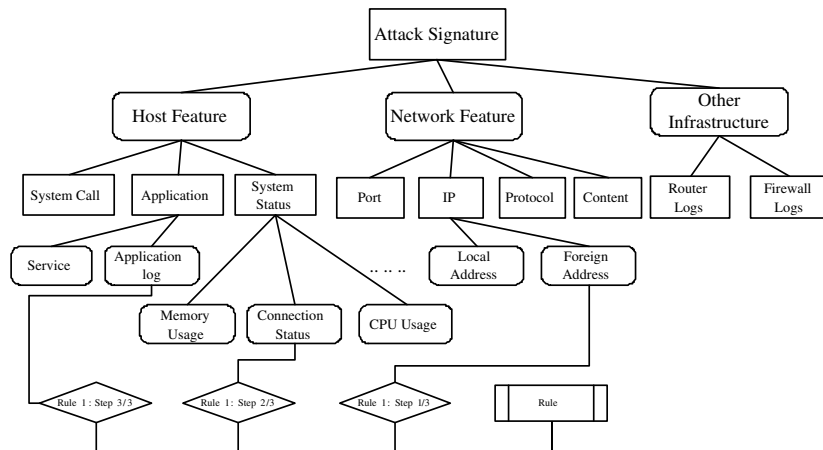 Attack Signature
Host Feature
Network Feature
Other
Infrastructure
System Call
Application
System
Status
Port
IP
Protocol
Content
Router
Logs
Firewall
Logs
Service
Application
log
.. ... ...
Local
Address
Foreign
Address
Memory
Usage
Connection
Status
CPU Usage
Rule 1: Step 3/3
Rule 1: Step 2/3
Rule 1: Step 1/3
Rule